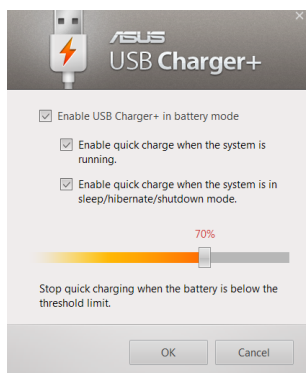 ASUS
USB Charger+
Enable USB Charger+ in battery mode
Enable quick charge when the system is
running.
Enable quick charge when the system is in
sleep/hibernate/shutdown mode.
70%
Stop quick charging when the battery is below the
threshold limit.
OK
Cancel